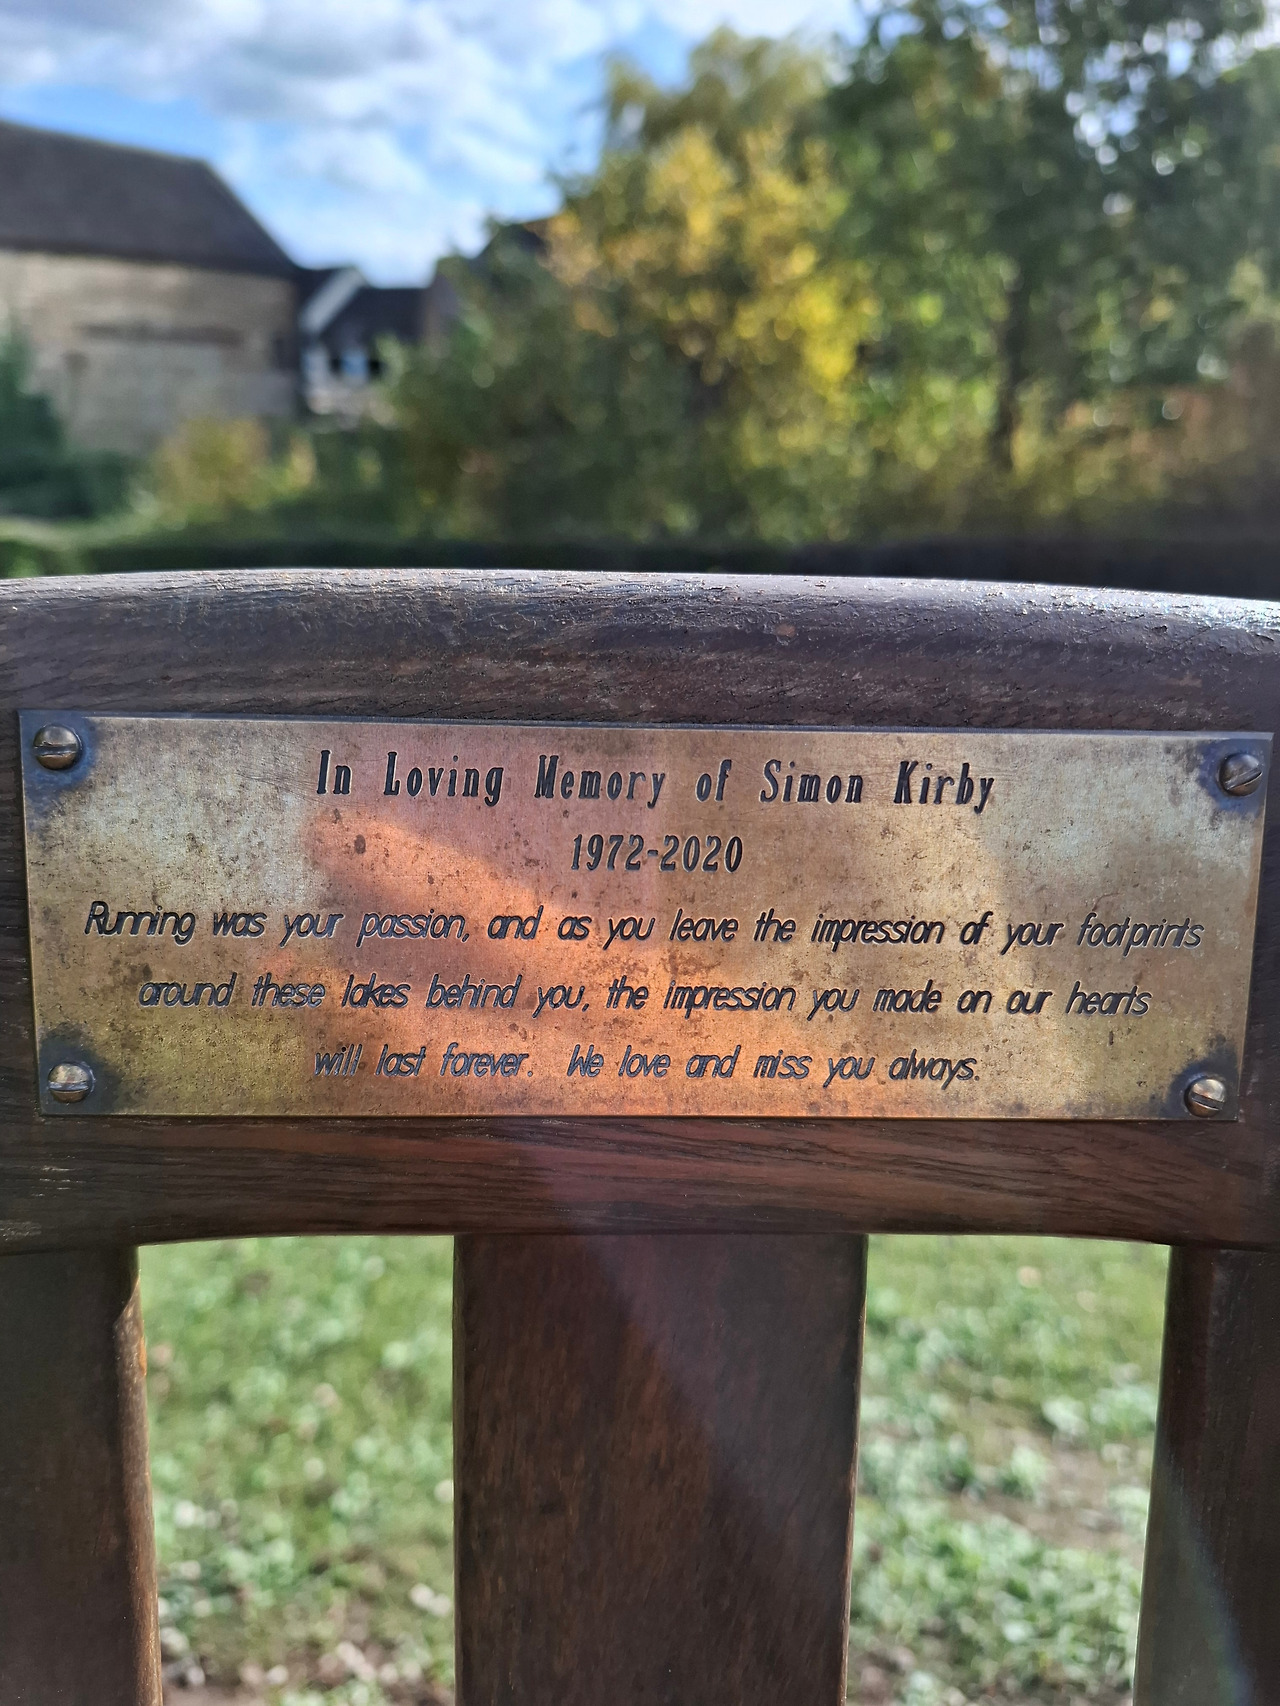 In Loving Memory of Simon Kirby
1972-2020
Running was your passion, and as you leave the impression of your footprints
around these lakes behind you, the impression you made on our hearts
will last forever. We love and miss you always.